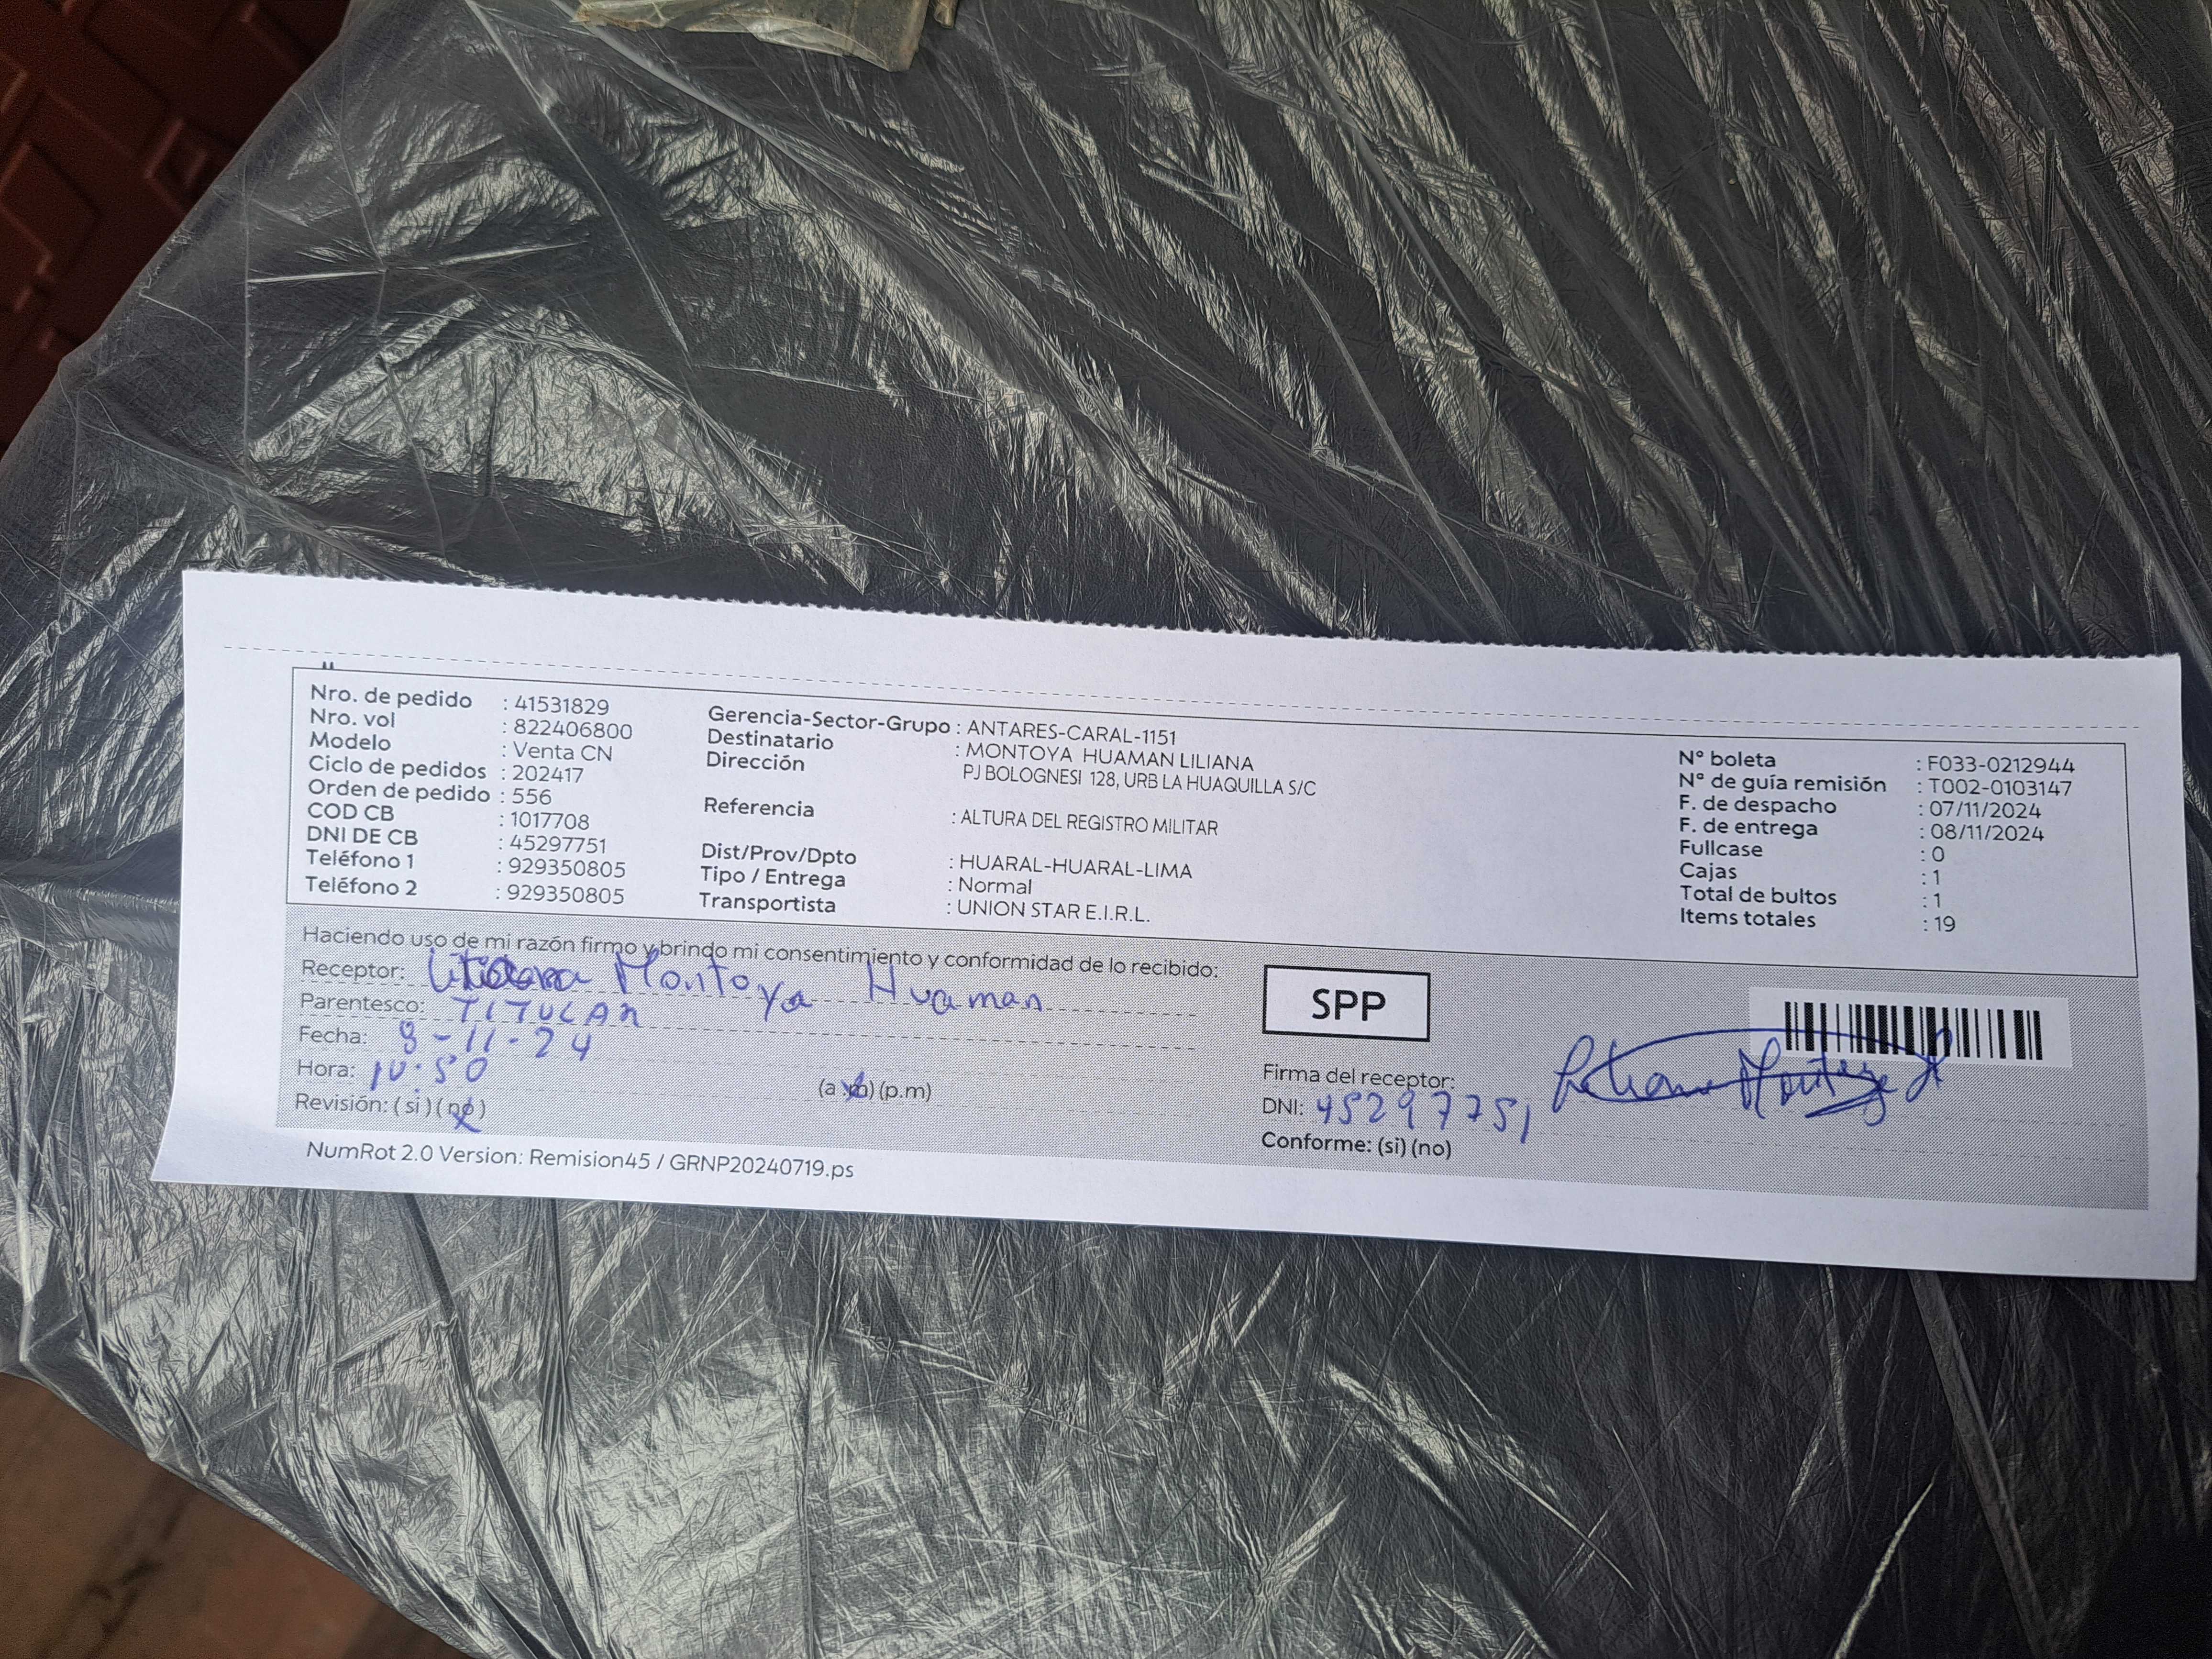 Nro. de pedido : 41531829
Nro. vol : 822406800
Modelo : Venta CN
Ciclo de pedidos : 202417
Orden de pedido : 556
COD CB : 1017708
DNI DE CB : 45297751
Teléfono 1 : 929350805
Teléfono 2 : 929350805
Gerencia-Sector-Grupo : ANTARES-CARAL-1151
Destinatario : MONTOYA HUAMAN LILIANA
Dirección PJ BOLOGNESI 128, URB LA HUAQUILLA S/C
Referencia : ALTURA DEL REGISTRO MILITAR
Dist/Prov/Dpto : HUARAL-HUARAL-LIMA
Tipo / Entrega : Normal
Transportista : UNION STAR E.I.R.L.
N° boleta : F033-0212944
N° de guía remisión : T002-0103147
F. de despacho : 07/11/2024
F. de entrega : 08/11/2024
Fullcase : 0
Cajas : 1
Total de bultos : 1
Items totales : 19
Haciendo uso de mi razón firmo y brindo mi consentimiento y conformidad de lo recibido:
Receptor: Montoya Huaman
Parentesco: TITULAR
Fecha: 8-11-24
Hora: 10:50 (a.m) (p.m)
Revisión: (si) (no)
SPP
Firma del receptor:
DNI: 45297751
Conforme: (si) (no)
NumRot 2.0 Version: Remision45 / GRNP20240719.ps